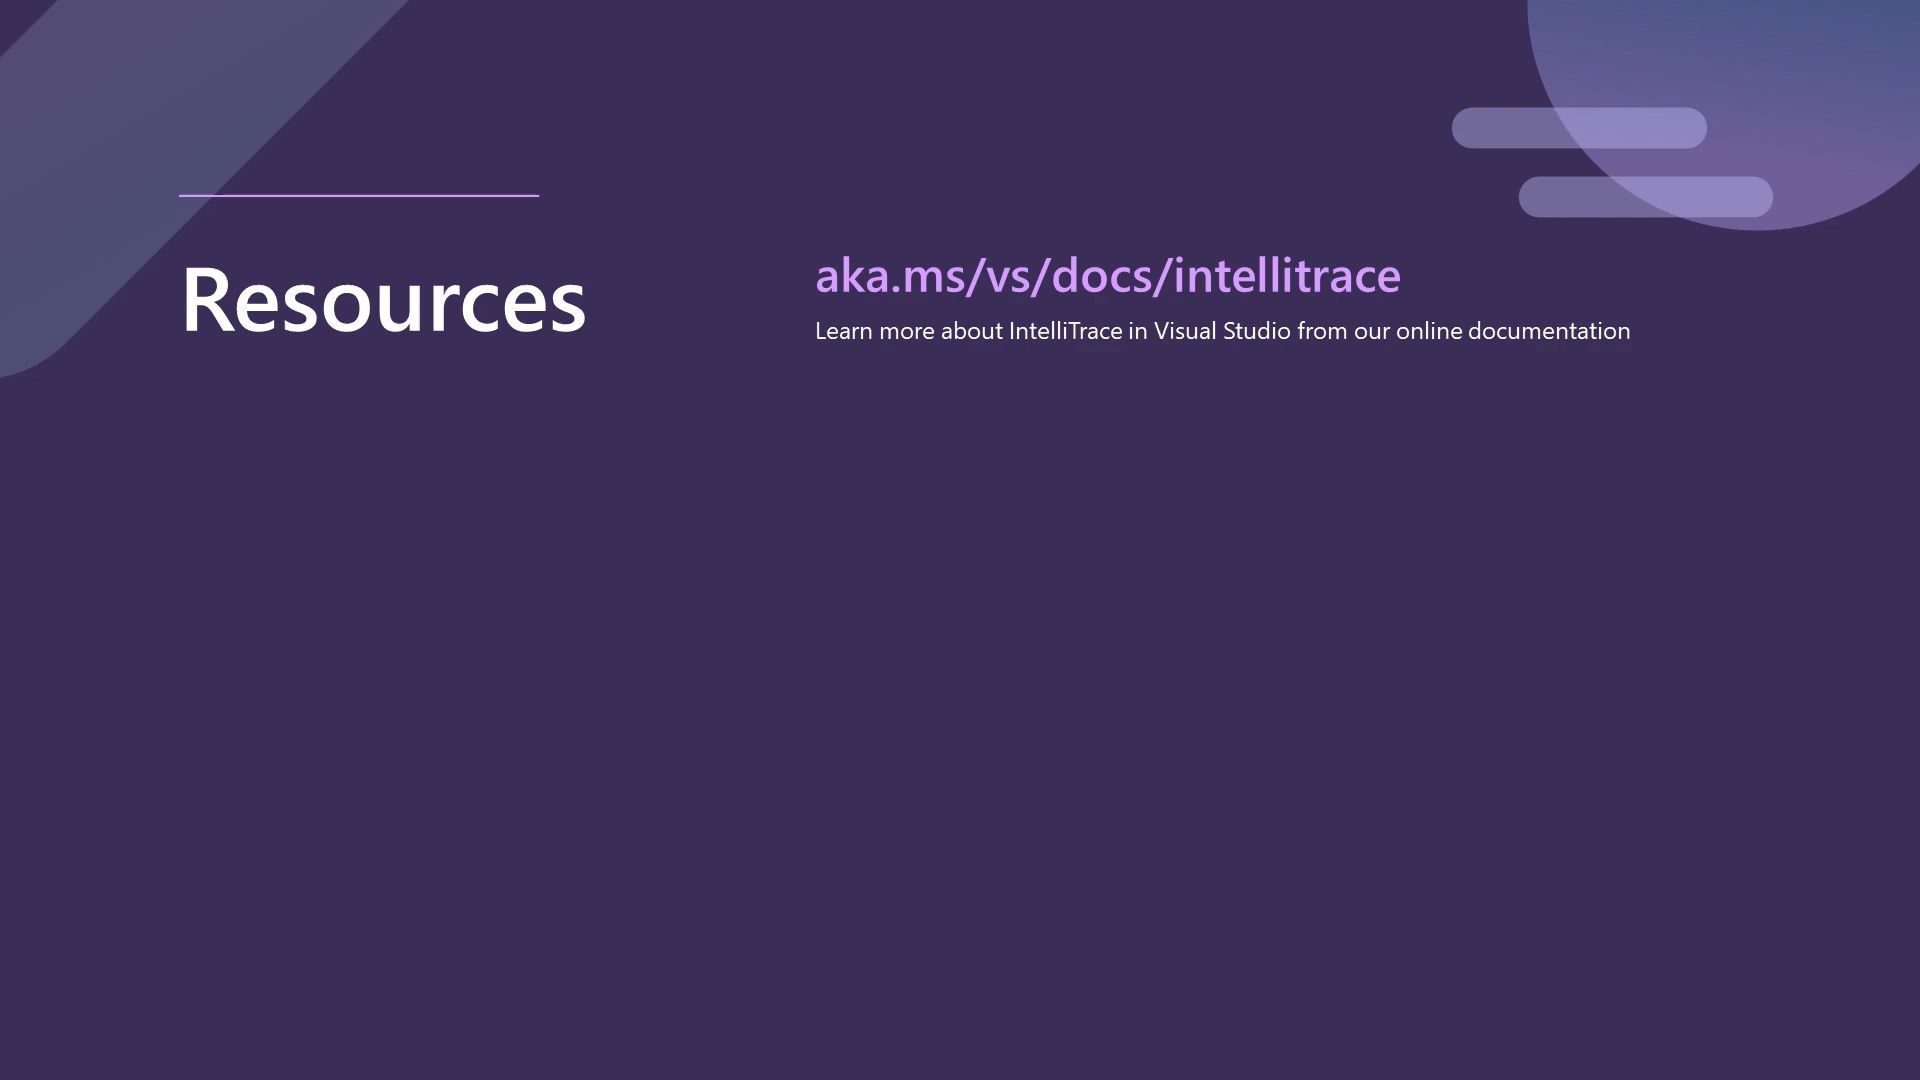 Resources
aka.ms/vs/docs/intellitrace
Learn more about IntelliTrace in Visual Studio from our online documentation